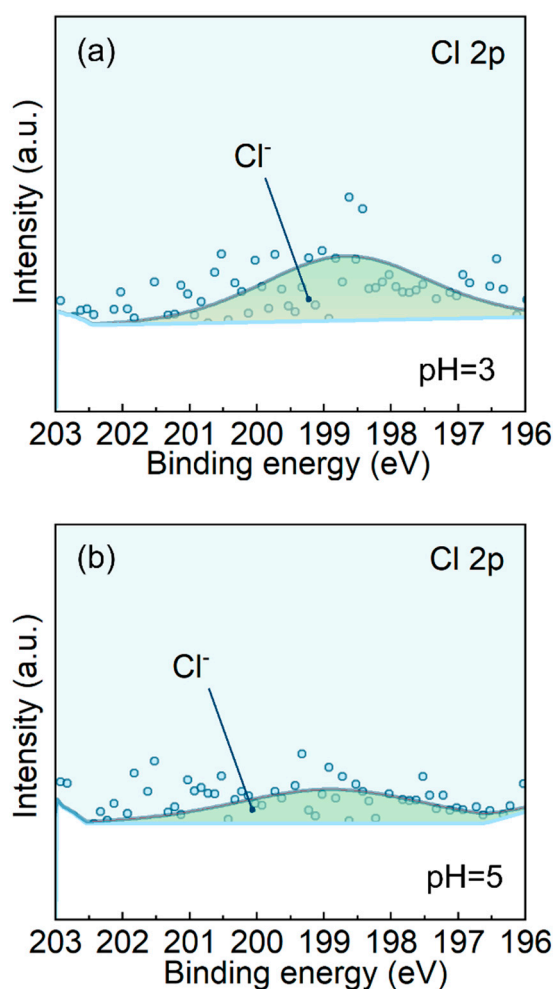 (a)
Cl 2p
Cl⁻
Intensity (a.u.)
pH=3
203 202 201 200 199 198 197 196
Binding energy (eV)
(b)
Cl 2p
Cl⁻
Intensity (a.u.)
pH=5
203 202 201 200 199 198 197 196
Binding energy (eV)